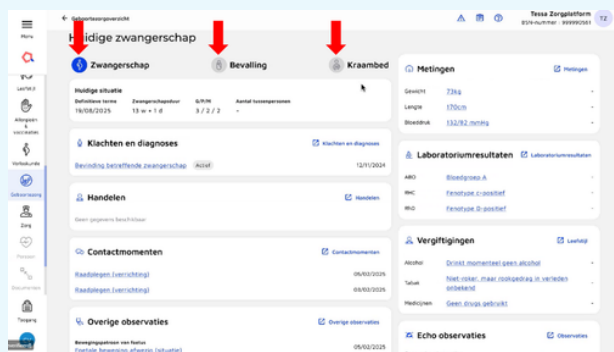 Menu
Geboortezorgoverzicht
Tessa Zorgplatform
BSN-nummer : 999992561
TZ
Huidige zwangerschap
Zwangerschap
Bevalling
Kraambed
Huidige situatie
Definitieve terme Zwangerschapsduur G/P/M Aantal tussenpersonen
19/08/2025 13 w + 1 d 3 / 2 / 2 -
Klachten en diagnoses
Klachten en diagnoses
Bevinding betreffende zwangerschap Actief 12/11/2024
Handelen
Handelen
Geen gegevens beschikbaar
Contactmomenten
Contactmomenten
Raadplegen (verrichting) 05/02/2025
Raadplegen (verrichting) 03/02/2025
Overige observaties
Overige observaties
Bewegingspatroon van foetus
Foetale beweging afwezig (situatie) 05/02/2025
Metingen
Metingen
Gewicht 73kg -
Lengte 170cm -
Bloeddruk 132/82 mmHg -
Laboratoriumresultaten
Laboratoriumresultaten
ABO Bloedgroep A -
RHC Fenotype c-positief -
RhD Fenotype D-positief -
Vergiftigingen
Leefstijl
Alcohol Drinkt momenteel geen alcohol -
Tabak Niet-roker, maar rookgedrag in verleden onbekend -
Medicijnen Geen drugs gebruikt -
Echo observaties
Observaties
Leefstijl
Allergieën
&
vaccinaties
Verloskunde
Geboortezorg
Zorg
Metingen
Documenten
Toegang